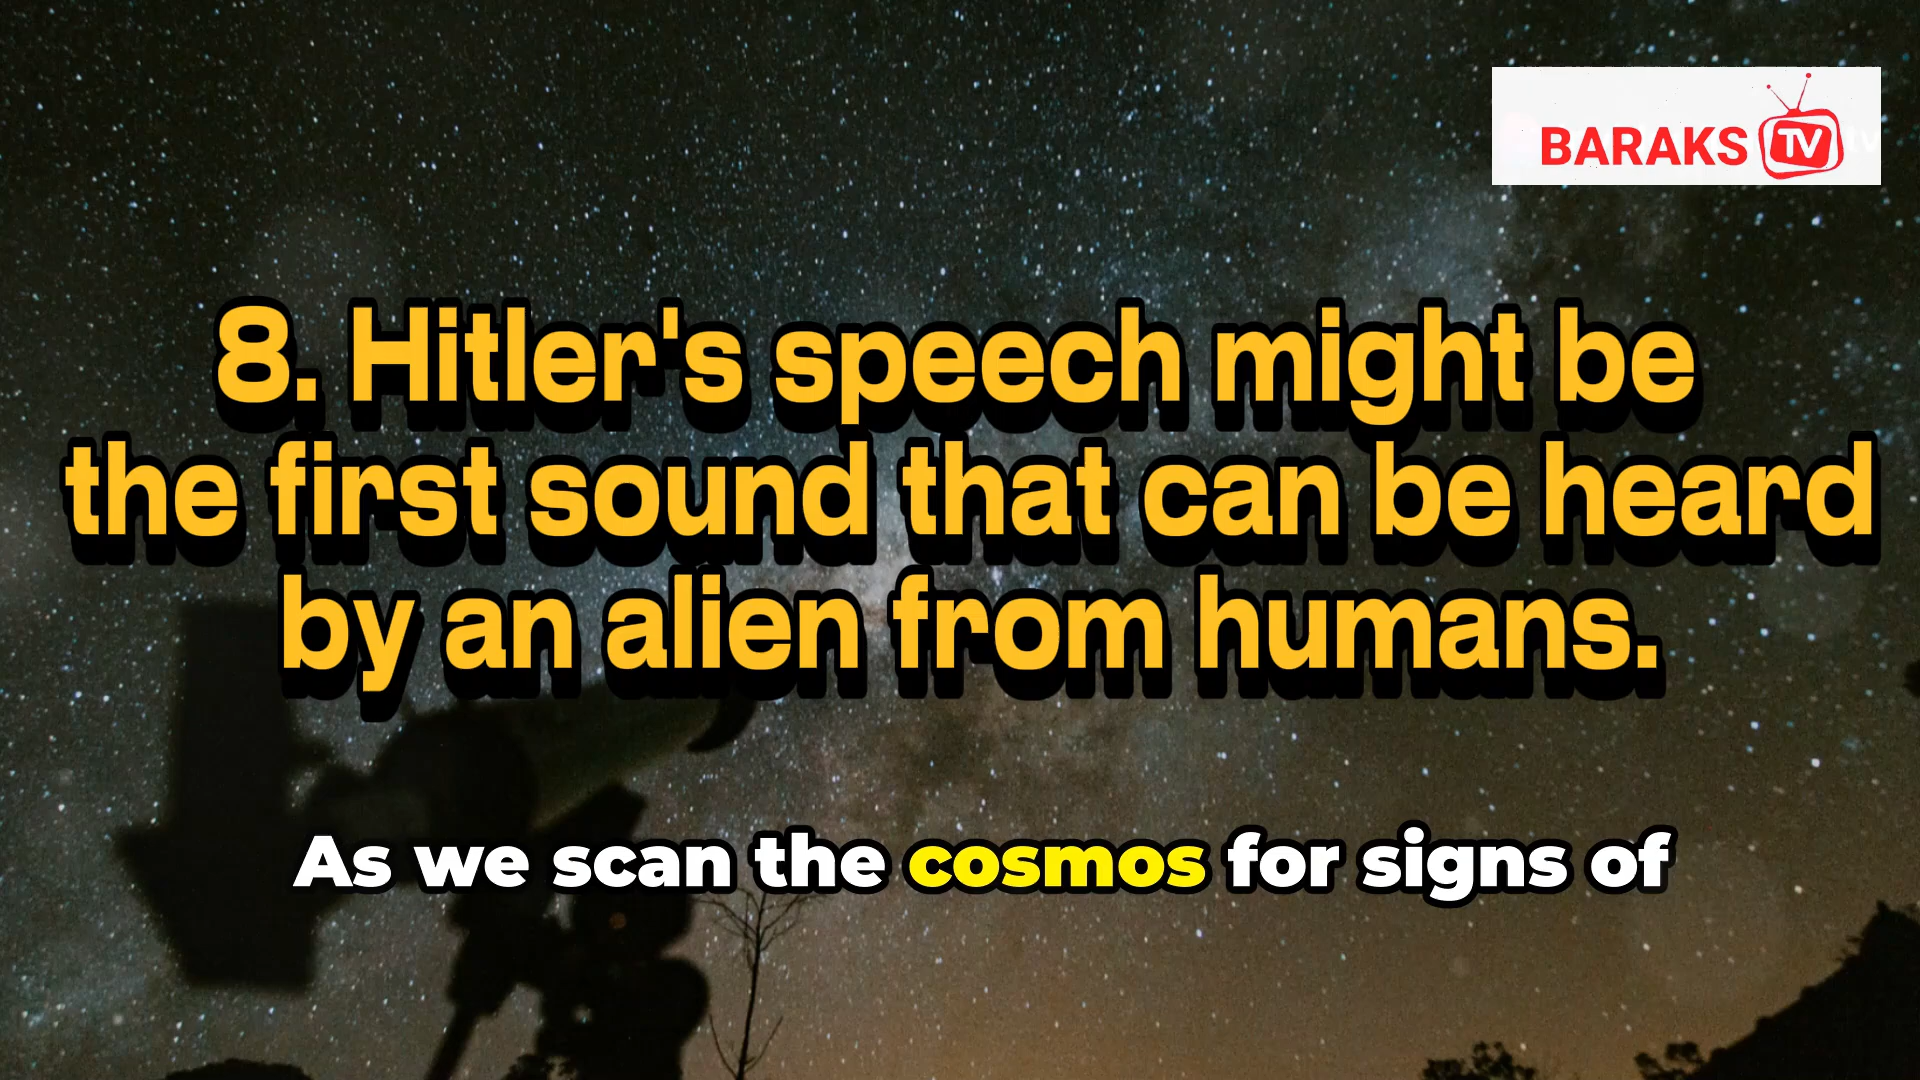 BARAKS TV
8. Hitler's speech might be
the first sound that can be heard
by an alien from humans.
As we scan the cosmos for signs of